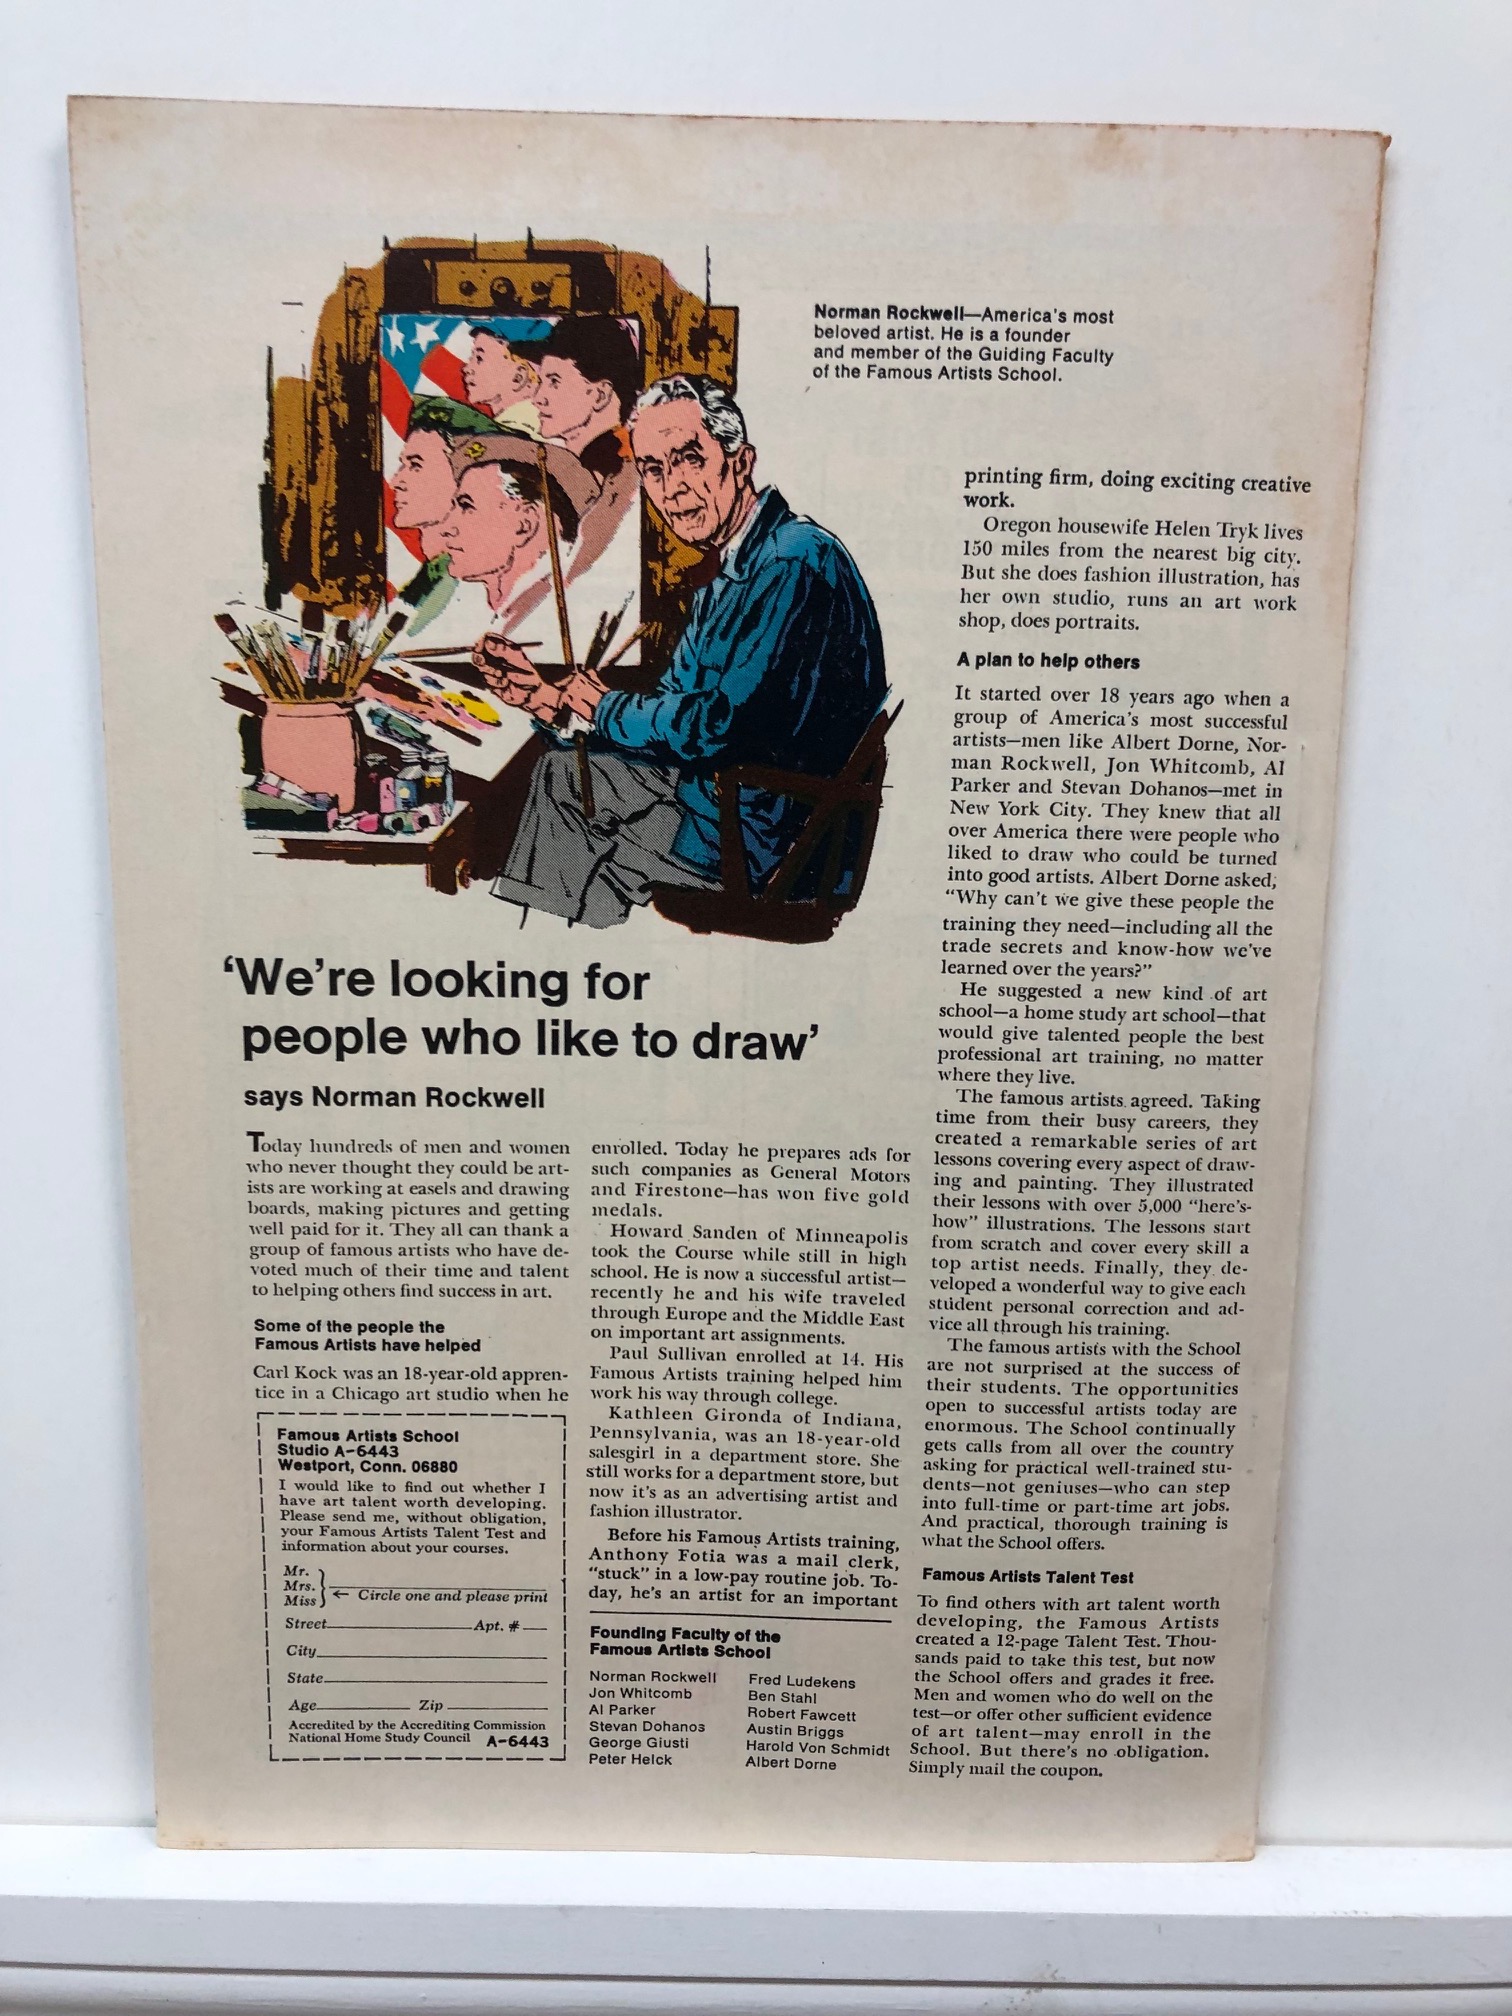 Norman Rockwell—America's most
beloved artist. He is a founder
and member of the Guiding Faculty
of the Famous Artists School.
'We're looking for
people who like to draw'
says Norman Rockwell
Today hundreds of men and women
who never thought they could be art-
ists are working at easels and drawing
boards, making pictures and getting
well paid for it. They all can thank a
group of famous artists who have de-
voted much of their time and talent
to helping others find success in art.
Some of the people the
Famous Artists have helped
Carl Kock was an 18-year-old appren-
tice in a Chicago art studio when he
enrolled. Today he prepares ads for
such companies as General Motors
and Firestone—has won five gold
medals.
Howard Sanden of Minneapolis
took the Course while still in high
school. He is now a successful artist—
recently he and his wife traveled
through Europe and the Middle East
on important art assignments.
Paul Sullivan enrolled at 14. His
Famous Artists training helped him
work his way through college.
Kathleen Gironda of Indiana,
Pennsylvania, was an 18-year-old
salesgirl in a department store. She
still works for a department store, but
now it's as an advertising artist and
fashion illustrator.
Before his Famous Artists training,
Anthony Fotia was a mail clerk,
"stuck" in a low-pay routine job. To-
day, he's an artist for an important
printing firm, doing exciting creative
work.
Oregon housewife Helen Tryk lives
150 miles from the nearest big city.
But she does fashion illustration, has
her own studio, runs an art work
shop, does portraits.
A plan to help others
It started over 18 years ago when a
group of America's most successful
artists—men like Albert Dorne, Nor-
man Rockwell, Jon Whitcomb, Al
Parker and Stevan Dohanos—met in
New York City. They knew that all
over America there were people who
liked to draw who could be turned
into good artists. Albert Dorne asked,
"Why can't we give these people the
training they need—including all the
trade secrets and know-how we've
learned over the years?"
He suggested a new kind of art
school—a home study art school—that
would give talented people the best
professional art training, no matter
where they live.
The famous artists agreed. Taking
time from their busy careers, they
created a remarkable series of art
lessons covering every aspect of draw-
ing and painting. They illustrated
their lessons with over 5,000 "here's-
how" illustrations. The lessons start
from scratch and cover every skill a
top artist needs. Finally, they de-
veloped a wonderful way to give each
student personal correction and ad-
vice all through his training.
The famous artists with the School
are not surprised at the success of
their students. The opportunities
open to successful artists today are
enormous. The School continually
gets calls from all over the country
asking for practical well-trained stu-
dents—not geniuses—who can step
into full-time or part-time art jobs.
And practical, thorough training is
what the School offers.
Famous Artists Talent Test
To find others with art talent worth
developing, the Famous Artists
created a 12-page Talent Test. Thou-
sands paid to take this test, but now
the School offers and grades it free.
Men and women who do well on the
test—or offer other sufficient evidence
of art talent—may enroll in the
School. But there's no obligation.
Simply mail the coupon.
Famous Artists School
Studio A-6443
Westport, Conn. 06880
I would like to find out whether I
have art talent worth developing.
Please send me, without obligation,
your Famous Artists Talent Test and
information about your courses.
Mr.
Mrs. ← Circle one and please print
Miss
Street Apt. #
City
State
Age Zip
Accredited by the Accrediting Commission
National Home Study Council A-6443
Founding Faculty of the
Famous Artists School
Norman Rockwell
Jon Whitcomb
Al Parker
Stevan Dohanos
George Giusti
Peter Helck
Fred Ludekens
Ben Stahl
Robert Fawcett
Austin Briggs
Harold Von Schmidt
Albert Dorne